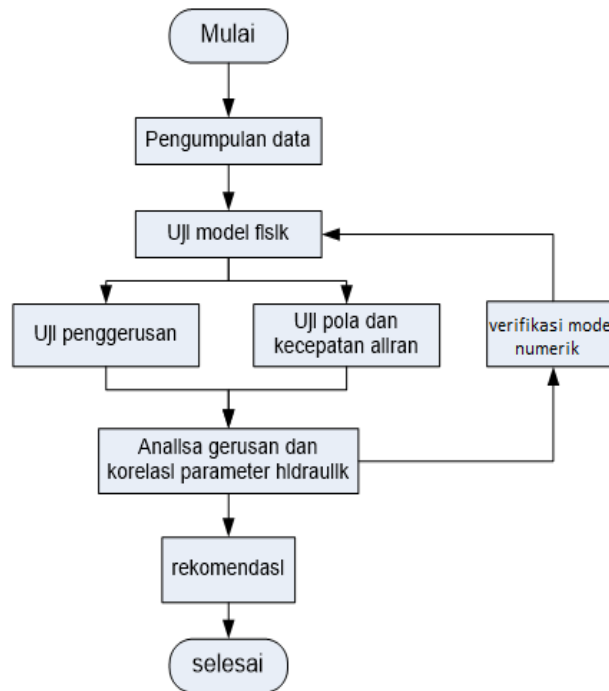 Mulai
Pengumpulan data
Uji model fisik
Uji penggerusan
Uji pola dan
kecepatan aliran
verifikasi mode
numerik
Analisa gerusan dan
korelasi parameter hidraulik
rekomendasi
selesai